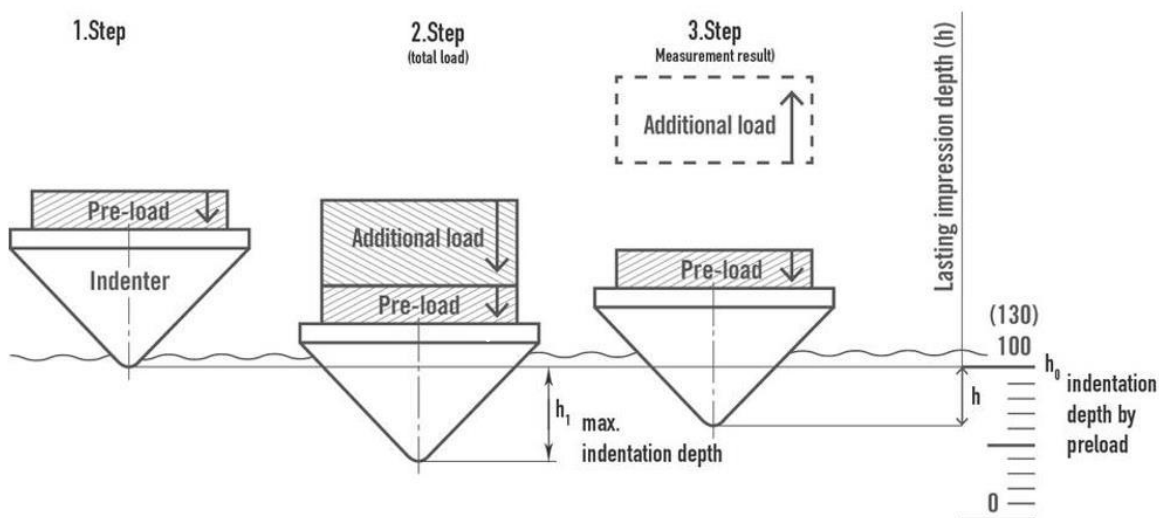 1.Step
2.Step
(total load)
3.Step
Measurement result)
Additional load
Pre-load
Indenter
Additional load
Pre-load
Pre-load
Lasting impression depth (h)
(130)
100
h₀ indentation
depth by
preload
h
h₁ max.
indentation depth
0